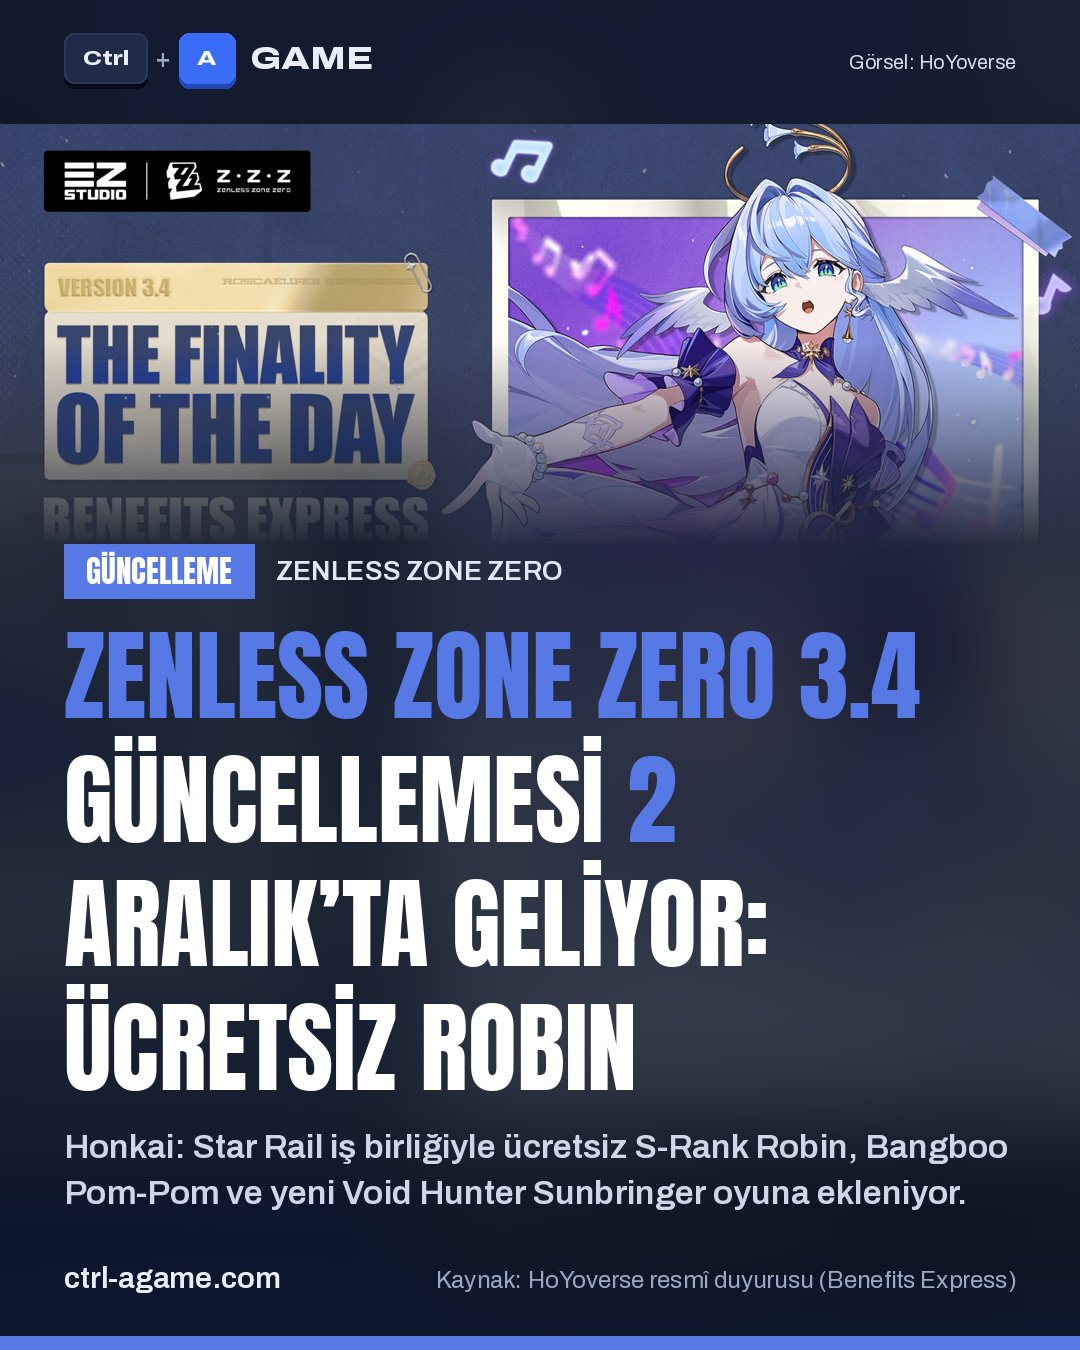 Ctrl + A GAME
Görsel: HoYoverse
EZ STUDIO
Z·Z·Z
zenless zone zero
VERSION 3.4
ROSCAELIFER
THE FINALITY
OF THE DAY
BENEFITS EXPRESS
GÜNCELLEME
ZENLESS ZONE ZERO
ZENLESS ZONE ZERO 3.4
GÜNCELLEMESİ 2
ARALIK’TA GELİYOR:
ÜCRETSİZ ROBIN
Honkai: Star Rail iş birliğiyle ücretsiz S-Rank Robin, Bangboo
Pom-Pom ve yeni Void Hunter Sunbringer oyuna ekleniyor.
ctrl-agame.com
Kaynak: HoYoverse resmî duyurusu (Benefits Express)